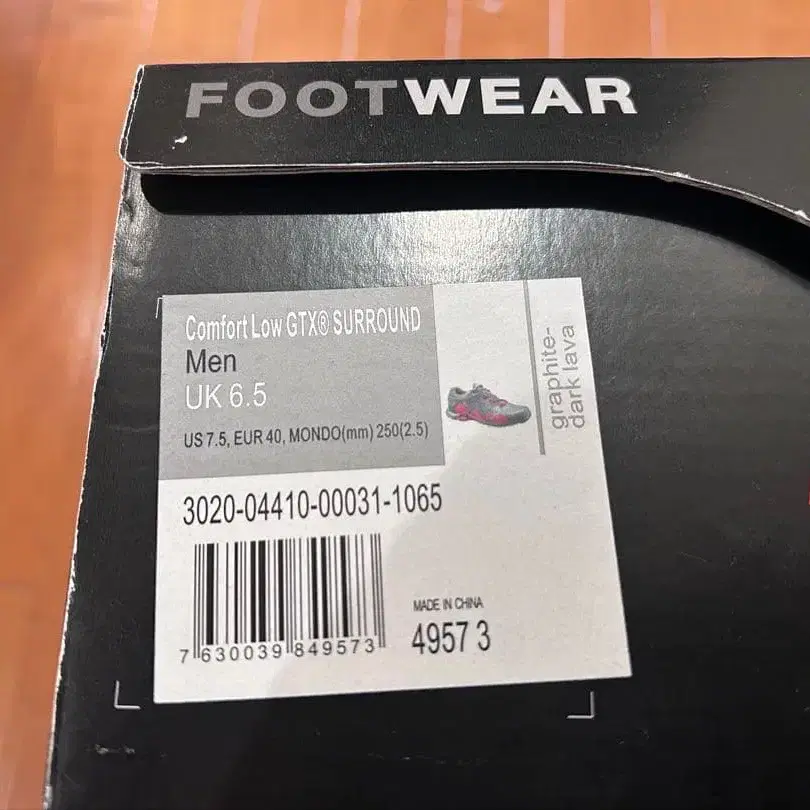 FOOTWEAR
Comfort Low GTX® SURROUND
Men
UK 6.5
US 7.5, EUR 40, MONDO(mm) 250(2.5)
graphite-
dark lava
3020-04410-00031-1065
MADE IN CHINA
4957 3
7 630039 849573